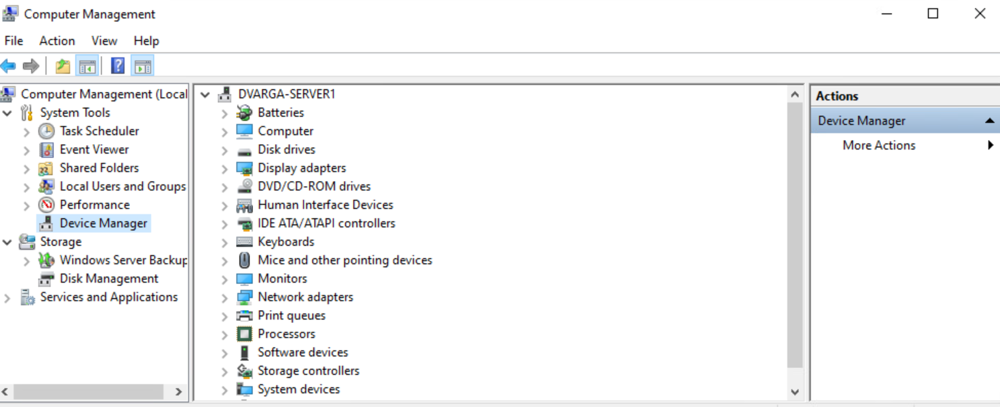 Computer Management
File Action View Help
Computer Management (Local
System Tools
Task Scheduler
Event Viewer
Shared Folders
Local Users and Groups
Performance
Device Manager
Storage
Windows Server Backup
Disk Management
Services and Applications
DVARGA-SERVER1
Batteries
Computer
Disk drives
Display adapters
DVD/CD-ROM drives
Human Interface Devices
IDE ATA/ATAPI controllers
Keyboards
Mice and other pointing devices
Monitors
Network adapters
Print queues
Processors
Software devices
Storage controllers
System devices
Actions
Device Manager
More Actions